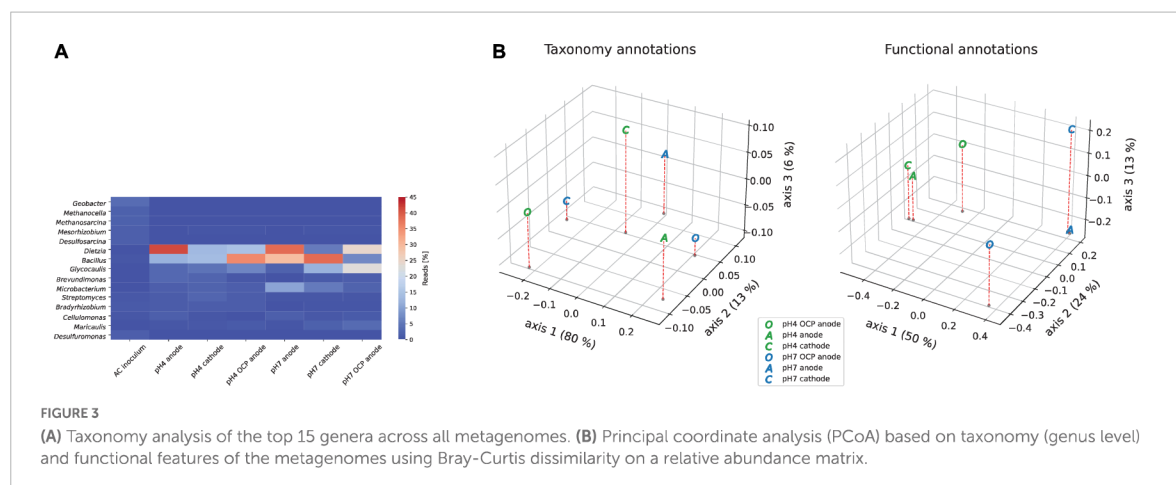 A
B
Taxonomy annotations
Functional annotations
Geobacter
Methanocella
Methanosarcina
Mesorhizobium
Desulfosarcina
Dietzia
Bacillus
Glycocaulis
Brevundimonas
Microbacterium
Streptomyces
Bradyrhizobium
Cellulomonas
Maricaulis
Desulfuromonas
AC inoculum
pH4 anode
pH4 cathode
pH4 OCP anode
pH7 anode
pH7 cathode
pH7 OCP anode
45
40
35
30
25
20
15
10
5
0
Reads [%]
C
A
C
O
A
O
0.10
0.05
0.00
−0.05
−0.10
axis 3 (6 %)
−0.2
−0.1
0.0
0.1
0.2
axis 1 (80 %)
0.10
0.05
0.00
−0.05
−0.10
axis 2 (13 %)
C
O
C
A
A
O
0.2
0.1
0.0
−0.1
−0.2
axis 3 (13 %)
−0.4
−0.2
0.0
0.2
0.4
axis 1 (50 %)
0.2
0.1
0.0
−0.1
−0.2
−0.3
−0.4
axis 2 (24 %)
O pH4 OCP anode
A pH4 anode
C pH4 cathode
O pH7 OCP anode
A pH7 anode
C pH7 cathode
FIGURE 3
(A) Taxonomy analysis of the top 15 genera across all metagenomes. (B) Principal coordinate analysis (PCoA) based on taxonomy (genus level)
and functional features of the metagenomes using Bray-Curtis dissimilarity on a relative abundance matrix.